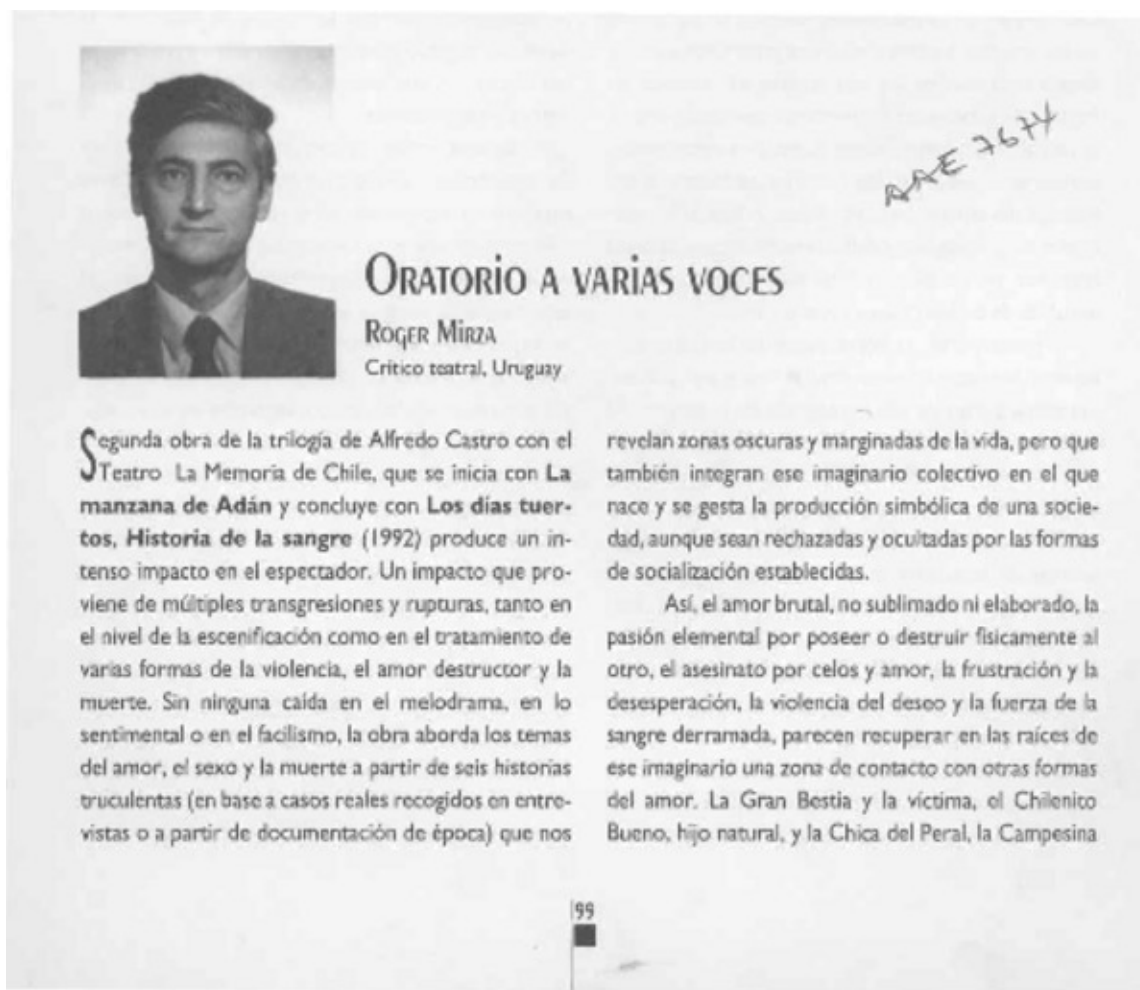 AAE 7674
ORATORIO A VARIAS VOCES
ROGER MIRZA
Crítico teatral, Uruguay
Segunda obra de la trilogía de Alfredo Castro con el
Teatro La Memoria de Chile, que se inicia con La
manzana de Adán y concluye con Los días tuer-
tos, Historia de la sangre (1992) produce un in-
tenso impacto en el espectador. Un impacto que pro-
viene de múltiples transgresiones y rupturas, tanto en
el nivel de la escenificación como en el tratamiento de
varias formas de la violencia, el amor destructor y la
muerte. Sin ninguna caída en el melodrama, en lo
sentimental o en el facilismo, la obra aborda los temas
del amor, el sexo y la muerte a partir de seis historias
truculentas (en base a casos reales recogidos en entre-
vistas o a partir de documentación de época) que nos
revelan zonas oscuras y marginadas de la vida, pero que
también integran ese imaginario colectivo en el que
nace y se gesta la producción simbólica de una socie-
dad, aunque sean rechazadas y ocultadas por las formas
de socialización establecidas.
Así, el amor brutal, no sublimado ni elaborado, la
pasión elemental por poseer o destruir físicamente al
otro, el asesinato por celos y amor, la frustración y la
desesperación, la violencia del deseo y la fuerza de la
sangre derramada, parecen recuperar en las raíces de
ese imaginario una zona de contacto con otras formas
del amor. La Gran Bestia y la víctima, el Chilenito
Bueno, hijo natural, y la Chica del Peral, la Campesina
99